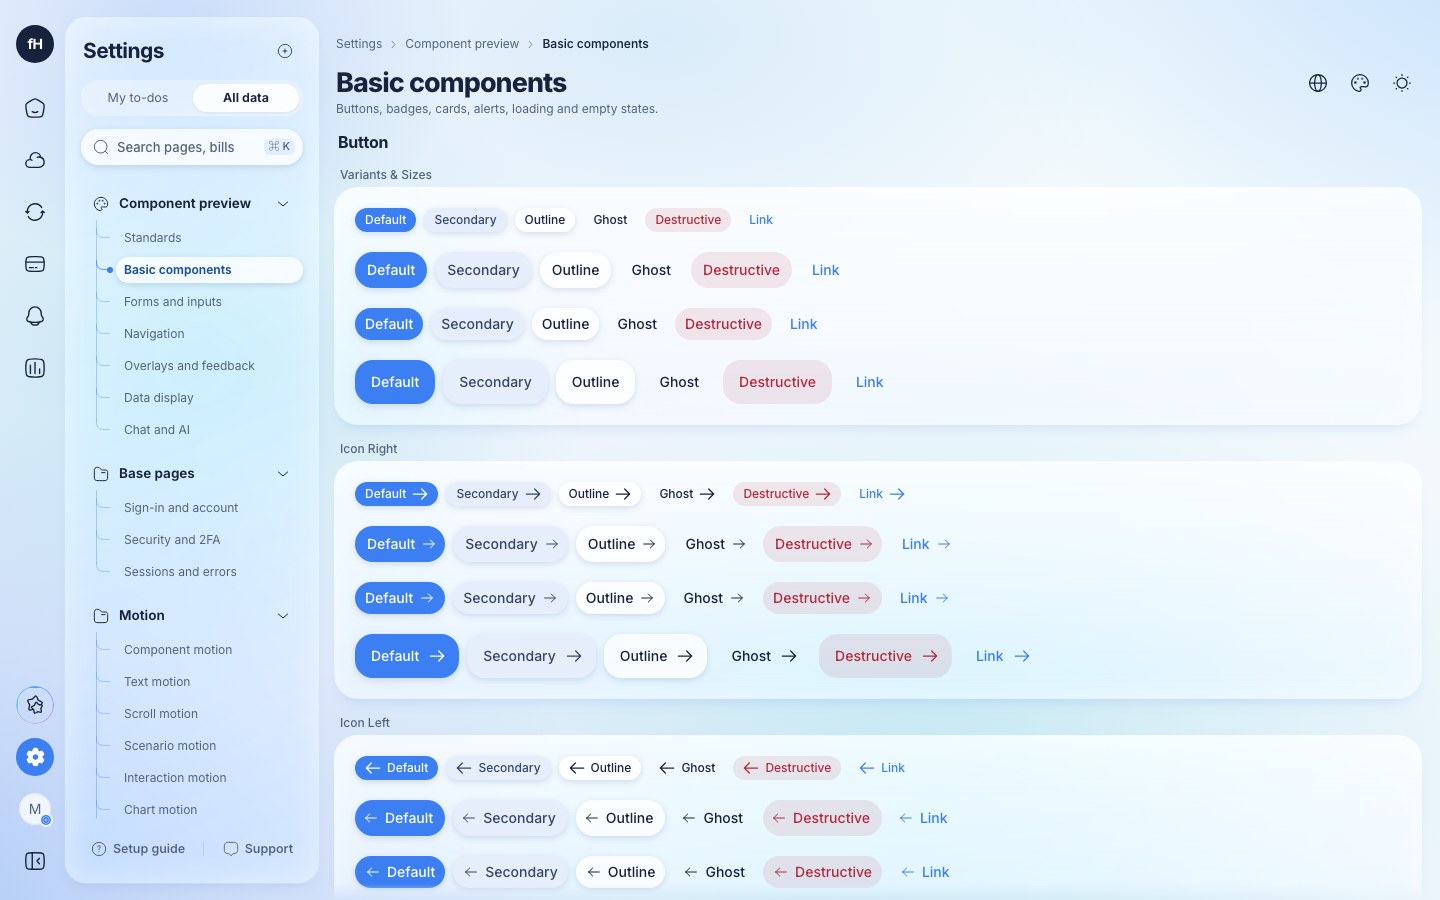 fH
Settings
My to-dos
All data
Search pages, bills
⌘ K
Component preview
Standards
Basic components
Forms and inputs
Navigation
Overlays and feedback
Data display
Chat and AI
Base pages
Sign-in and account
Security and 2FA
Sessions and errors
Motion
Component motion
Text motion
Scroll motion
Scenario motion
Interaction motion
Chart motion
M
Setup guide
Support
Settings > Component preview > Basic components
Basic components
Buttons, badges, cards, alerts, loading and empty states.
Button
Variants & Sizes
Default Secondary Outline Ghost Destructive Link
Default Secondary Outline Ghost Destructive Link
Default Secondary Outline Ghost Destructive Link
Default Secondary Outline Ghost Destructive Link
Icon Right
Default → Secondary → Outline → Ghost → Destructive → Link →
Default → Secondary → Outline → Ghost → Destructive → Link →
Default → Secondary → Outline → Ghost → Destructive → Link →
Default → Secondary → Outline → Ghost → Destructive → Link →
Icon Left
← Default ← Secondary ← Outline ← Ghost ← Destructive ← Link
← Default ← Secondary ← Outline ← Ghost ← Destructive ← Link
← Default ← Secondary ← Outline ← Ghost ← Destructive ← Link